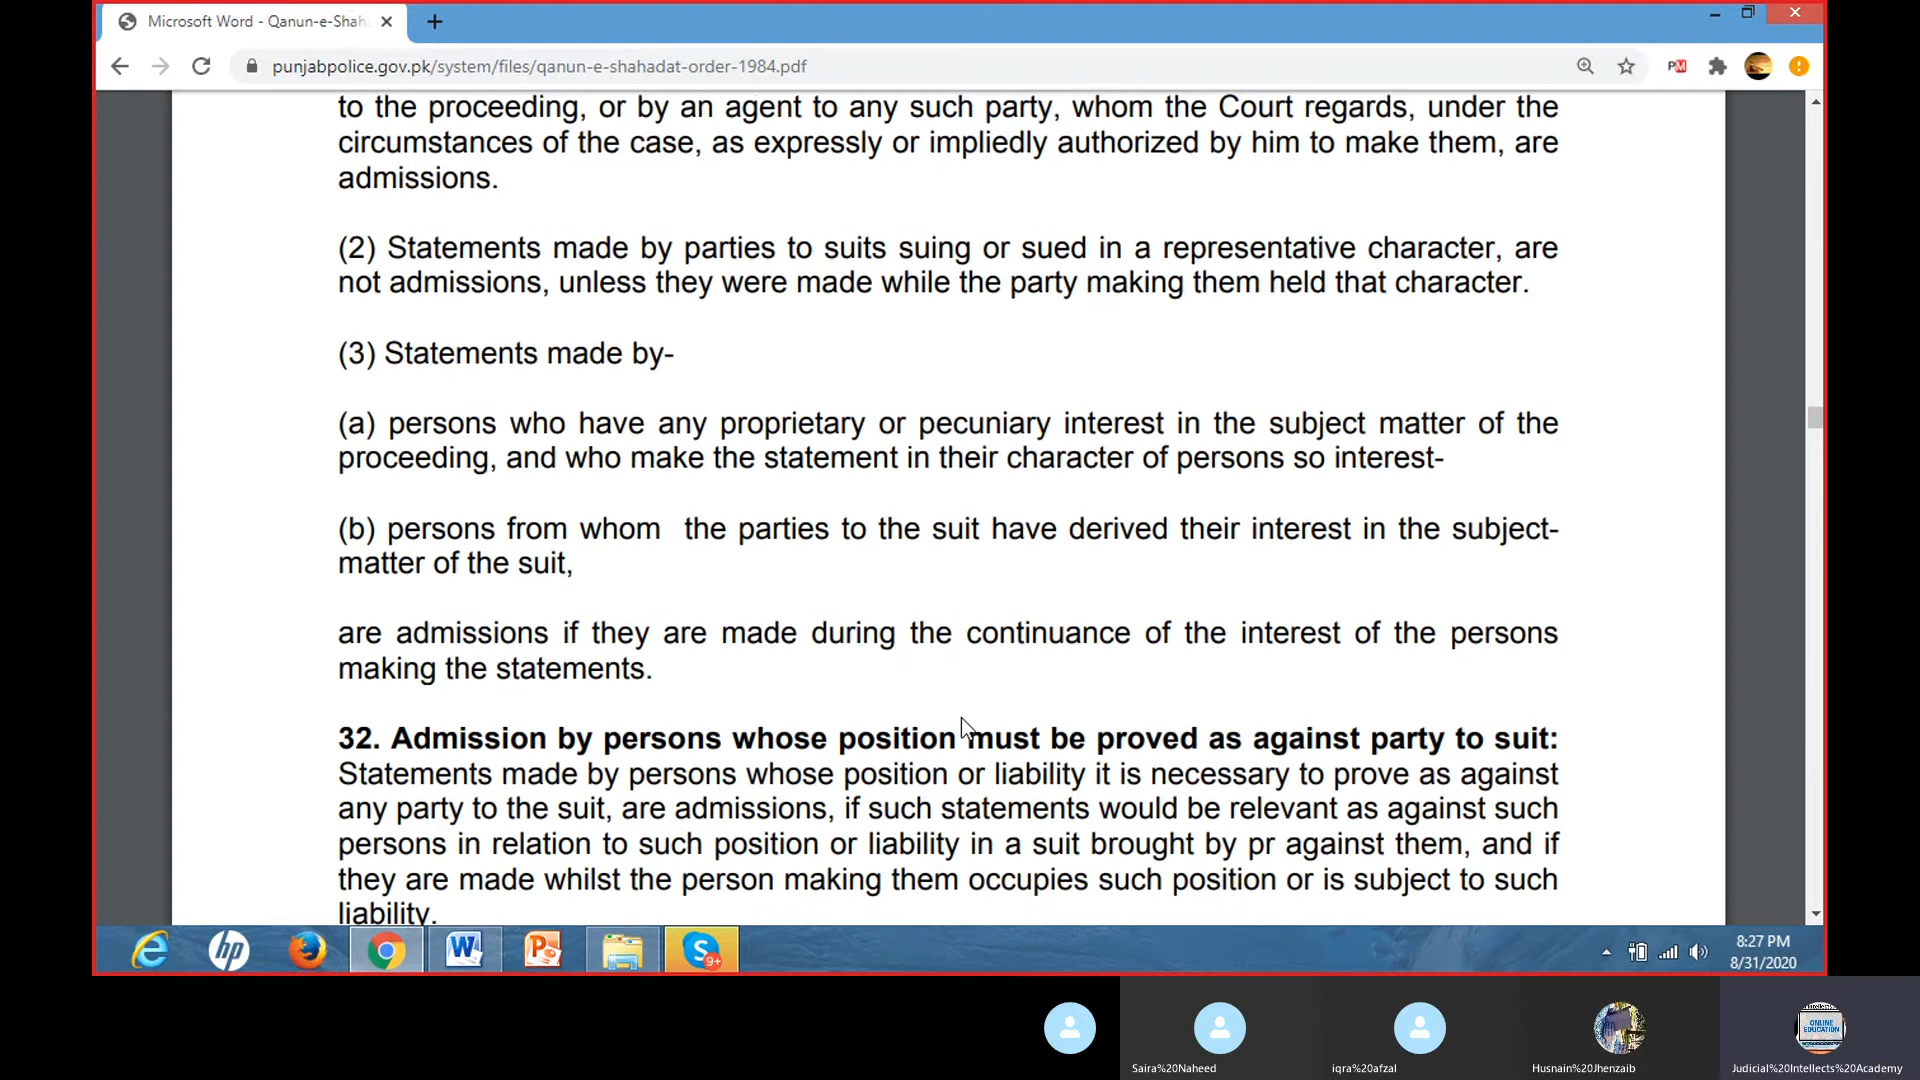 Microsoft Word - Qanun-e-Shah
punjabpolice.gov.pk/system/files/qanun-e-shahadat-order-1984.pdf
to the proceeding, or by an agent to any such party, whom the Court regards, under the
circumstances of the case, as expressly or impliedly authorized by him to make them, are
admissions.
(2) Statements made by parties to suits suing or sued in a representative character, are
not admissions, unless they were made while the party making them held that character.
(3) Statements made by-
(a) persons who have any proprietary or pecuniary interest in the subject matter of the
proceeding, and who make the statement in their character of persons so interest-
(b) persons from whom the parties to the suit have derived their interest in the subject-
matter of the suit,
are admissions if they are made during the continuance of the interest of the persons
making the statements.
32. Admission by persons whose position must be proved as against party to suit:
Statements made by persons whose position or liability it is necessary to prove as against
any party to the suit, are admissions, if such statements would be relevant as against such
persons in relation to such position or liability in a suit brought by pr against them, and if
they are made whilst the person making them occupies such position or is subject to such
liability.
9+
8:27 PM
8/31/2020
ONLINE
EDUCATION
Saira%20Naheed
iqra%20afzal
Husnain%20Jhenzaib
Judicial%20Intellects%20Academy